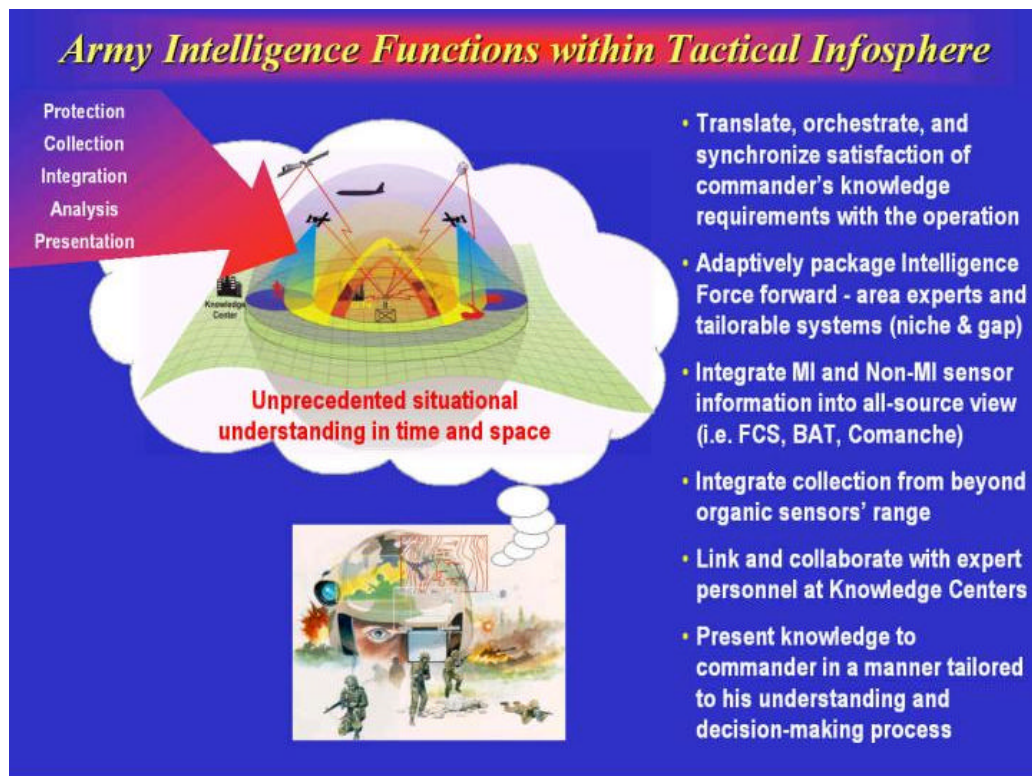 Army Intelligence Functions within Tactical Infosphere
Protection
Collection
Integration
Analysis
Presentation
Knowledge
Center
Unprecedented situational
understanding in time and space
• Translate, orchestrate, and
synchronize satisfaction of
commander's knowledge
requirements with the operation
• Adaptively package Intelligence
Force forward - area experts and
tailorable systems (niche & gap)
• Integrate MI and Non-MI sensor
information into all-source view
(i.e. FCS, BAT, Comanche)
• Integrate collection from beyond
organic sensors' range
• Link and collaborate with expert
personnel at Knowledge Centers
• Present knowledge to
commander in a manner tailored
to his understanding and
decision-making process